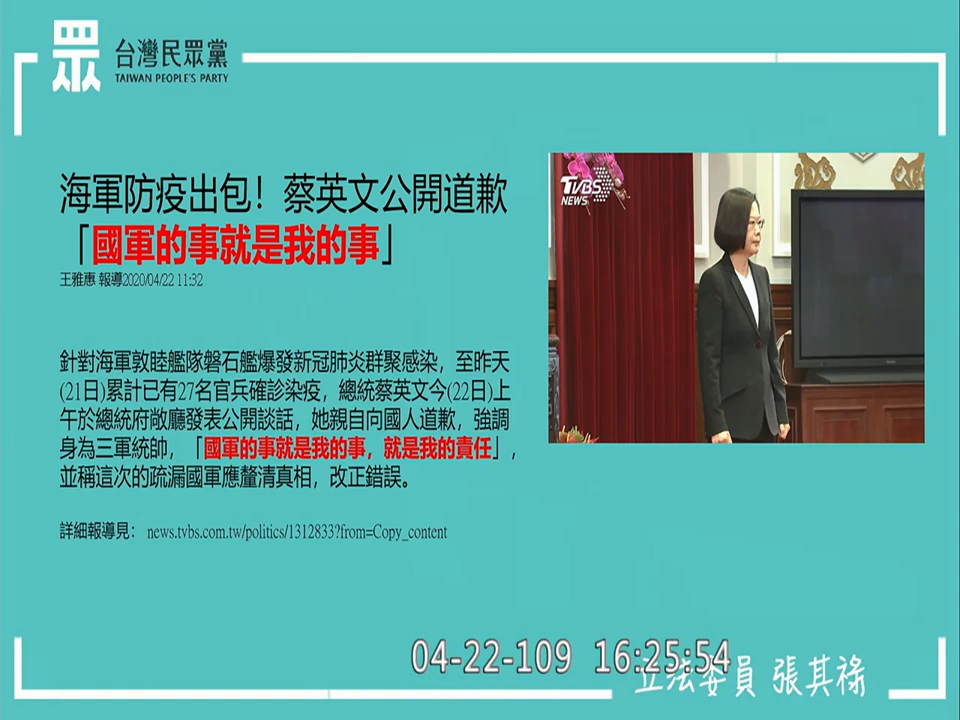 眾 台灣民眾黨
TAIWAN PEOPLE'S PARTY
海軍防疫出包！蔡英文公開道歉
「國軍的事就是我的事」
王雅惠 報導2020/04/22 11:32
TVBS
NEWS
針對海軍敦睦艦隊磐石艦爆發新冠肺炎群聚感染，至昨天
(21日)累計已有27名官兵確診染疫，總統蔡英文今(22日)上
午於總統府敞廳發表公開談話，她親自向國人道歉，強調
身為三軍統帥，「國軍的事就是我的事，就是我的責任」，
並稱這次的疏漏國軍應釐清真相，改正錯誤。
詳細報導見： news.tvbs.com.tw/politics/1312833?from=Copy_content
04-22-109 16:25:54
立法委員 張其祿